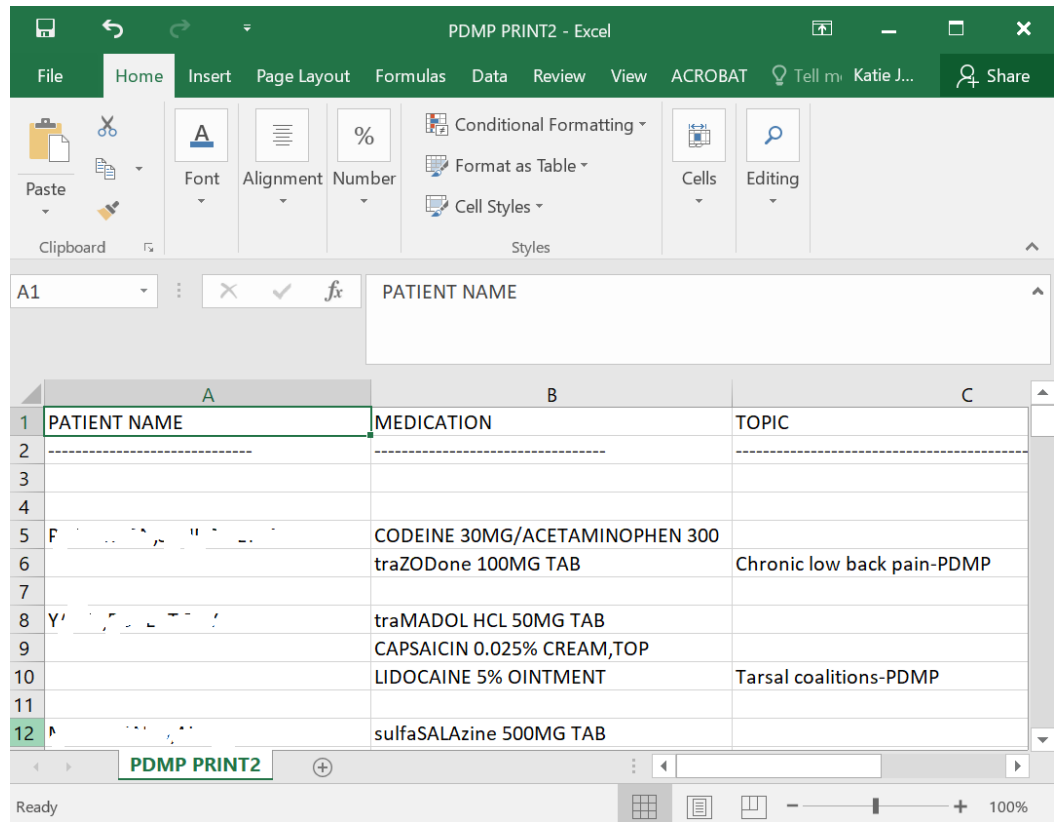 PDMP PRINT2 - Excel
File Home Insert Page Layout Formulas Data Review View ACROBAT Tell m Katie J... Share
Paste
Clipboard
A
Font
Alignment
%
Number
Conditional Formatting
Format as Table
Cell Styles
Styles
Cells
Editing
A1 fx PATIENT NAME
A B C
1 PATIENT NAME MEDICATION TOPIC
2 ------------------------------ ---------------------------------- -------------------------------------------
3
4
5 CODEINE 30MG/ACETAMINOPHEN 300
6 traZODone 100MG TAB Chronic low back pain-PDMP
7
8 traMADOL HCL 50MG TAB
9 CAPSAICIN 0.025% CREAM,TOP
10 LIDOCAINE 5% OINTMENT Tarsal coalitions-PDMP
11
12 sulfaSALAzine 500MG TAB
PDMP PRINT2
Ready 100%